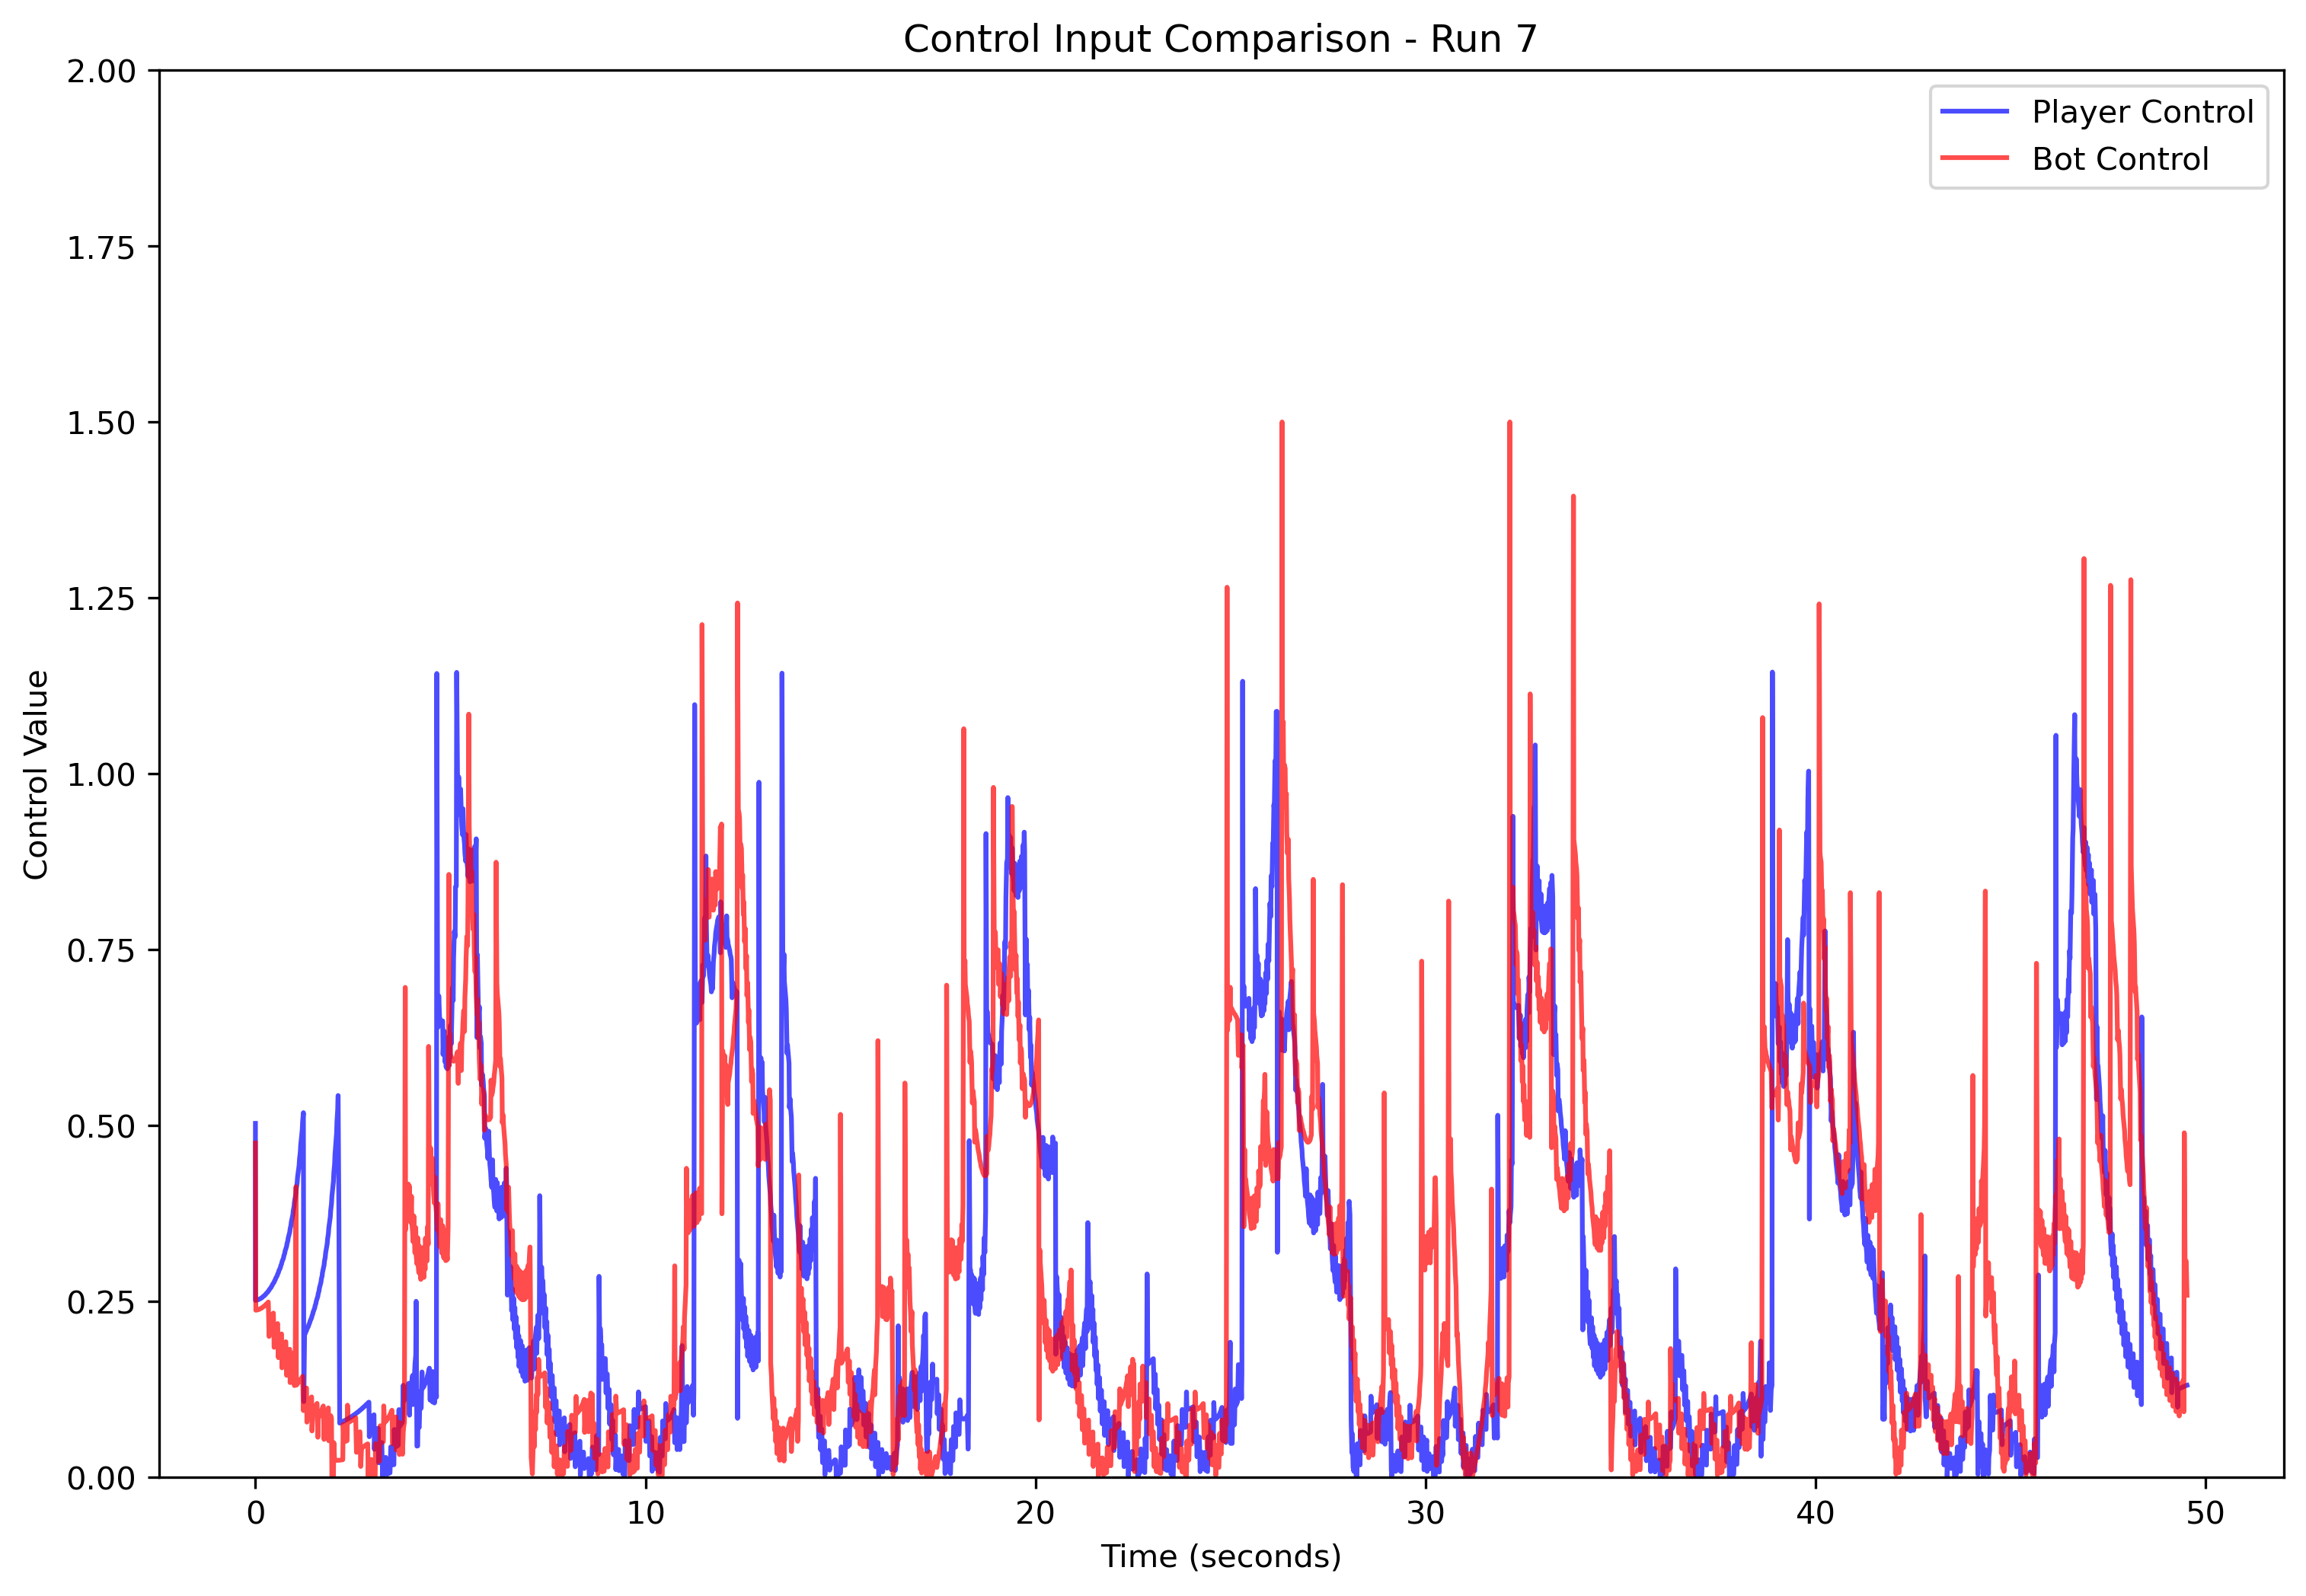 Control Input Comparison - Run 7
Player Control
Bot Control
Control Value
2.00
1.75
1.50
1.25
1.00
0.75
0.50
0.25
0.00
0 10 20 30 40 50
Time (seconds)